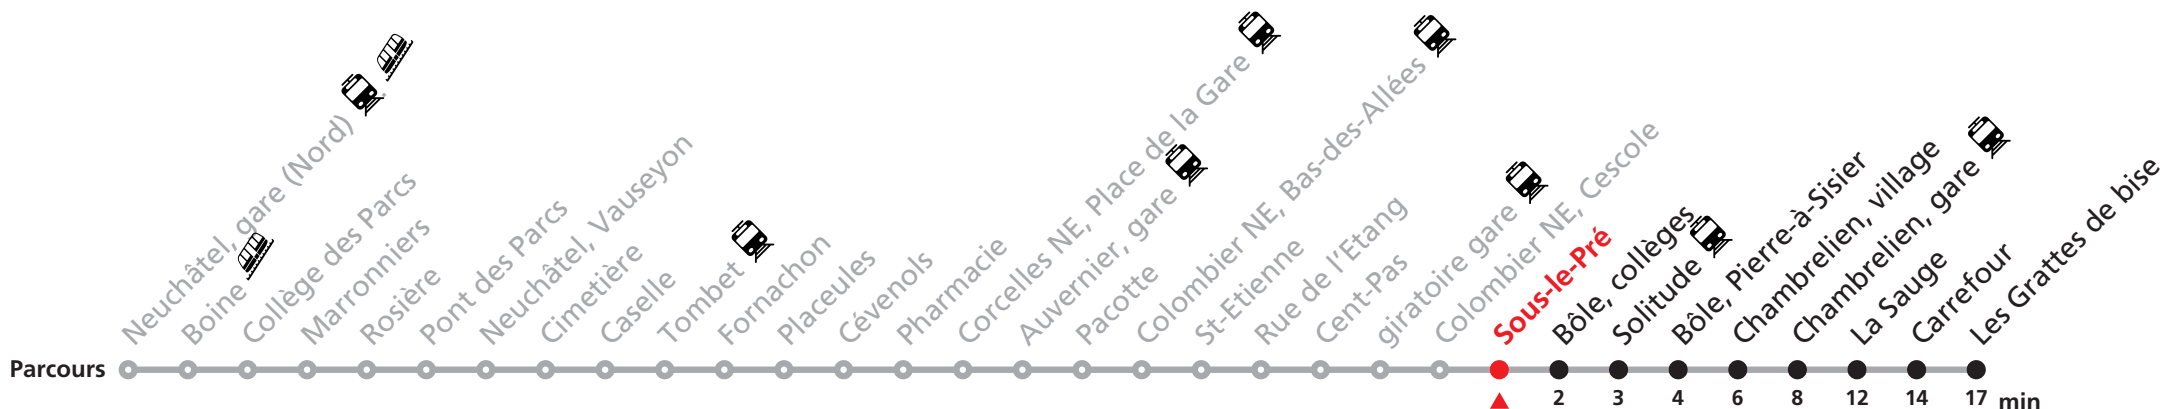 Neuchâtel, gare (Nord)
Boine
Collège des Parcs
Marronniers
Rosière
Pont des Parcs
Neuchâtel, Vauseyon
Cimetière
Caselle
Tombet
Fornachon
Placeules
Cévenols
Pharmacie
Corcelles NE, Place de la Gare
Auvernier, gare
Pacotte
Colombier NE, Bas-des-Allées
St-Etienne
Rue de l'Etang
Cent-Pas
giratoire gare
Colombier NE, Cescole
Sous-le-Pré
Bôle, collèges
Solitude
Bôle, Pierre-à-Sisier
Chambrelien, village
Chambrelien, gare
La Sauge
Carrefour
Les Grattes de bise
Parcours
2 3 4 6 8 12 14 17 min